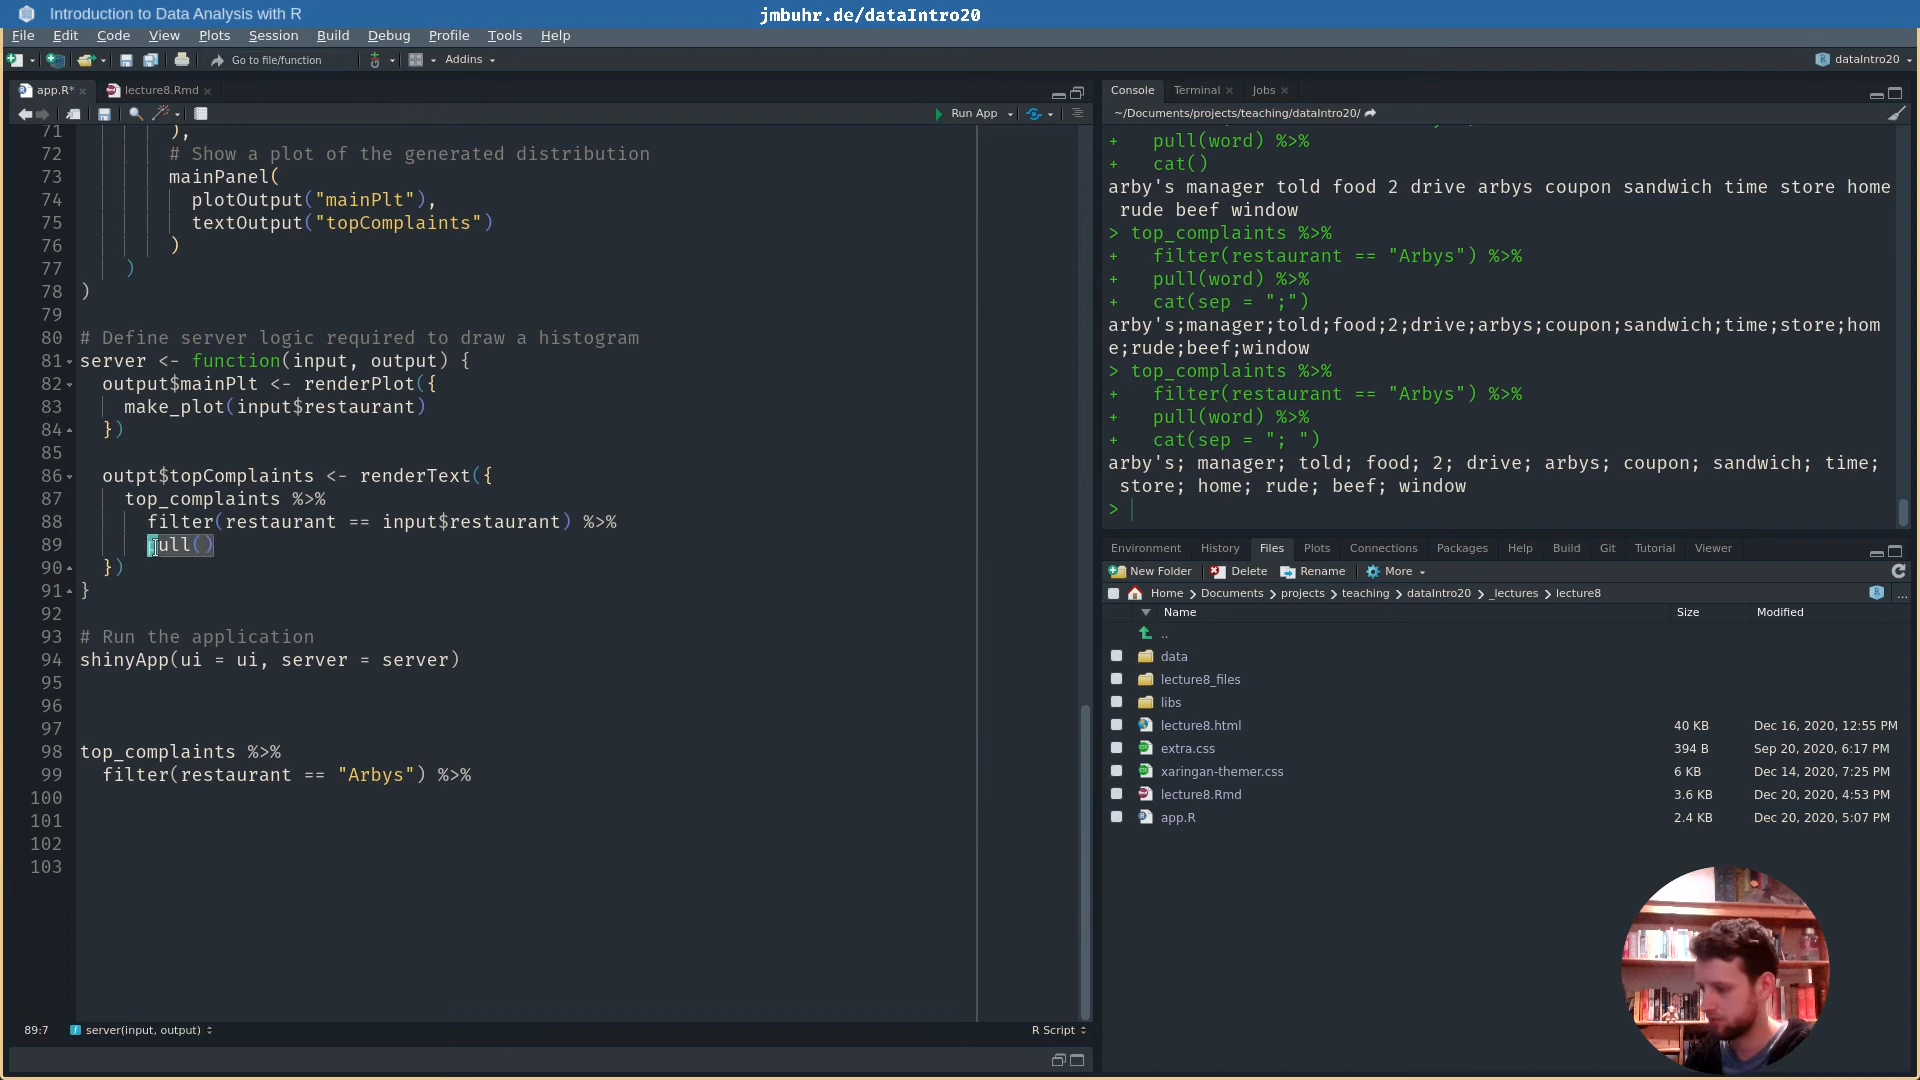 Introduction to Data Analysis with R
jmbuhr.de/dataIntro20
File Edit Code View Plots Session Build Debug Profile Tools Help
Go to file/function Addins dataIntro20
app.R* lecture8.Rmd
Run App
71 ),
72 # Show a plot of the generated distribution
73 mainPanel(
74 plotOutput("mainPlt"),
75 textOutput("topComplaints")
76 )
77 )
78 )
79
80 # Define server logic required to draw a histogram
81 server <- function(input, output) {
82 output$mainPlt <- renderPlot({
83 make_plot(input$restaurant)
84 })
85
86 outpt$topComplaints <- renderText({
87 top_complaints %>%
88 filter(restaurant == input$restaurant) %>%
89 pull()
90 })
91 }
92
93 # Run the application
94 shinyApp(ui = ui, server = server)
95
96
97
98 top_complaints %>%
99 filter(restaurant == "Arbys") %>%
100
101
102
103
89:7 server(input, output) R Script
Console Terminal Jobs
~/Documents/projects/teaching/dataIntro20/
+ pull(word) %>%
+ cat()
arby's manager told food 2 drive arbys coupon sandwich time store home
rude beef window
> top_complaints %>%
+ filter(restaurant == "Arbys") %>%
+ pull(word) %>%
+ cat(sep = ";")
arby's;manager;told;food;2;drive;arbys;coupon;sandwich;time;store;hom
e;rude;beef;window
> top_complaints %>%
+ filter(restaurant == "Arbys") %>%
+ pull(word) %>%
+ cat(sep = "; ")
arby's; manager; told; food; 2; drive; arbys; coupon; sandwich; time;
store; home; rude; beef; window
>
Environment History Files Plots Connections Packages Help Build Git Tutorial Viewer
New Folder Delete Rename More
Home Documents projects teaching dataIntro20 _lectures lecture8 ...
Name Size Modified
..
data
lecture8_files
libs
lecture8.html 40 KB Dec 16, 2020, 12:55 PM
extra.css 394 B Sep 20, 2020, 6:17 PM
xaringan-themer.css 6 KB Dec 14, 2020, 7:25 PM
lecture8.Rmd 3.6 KB Dec 20, 2020, 4:53 PM
app.R 2.4 KB Dec 20, 2020, 5:07 PM